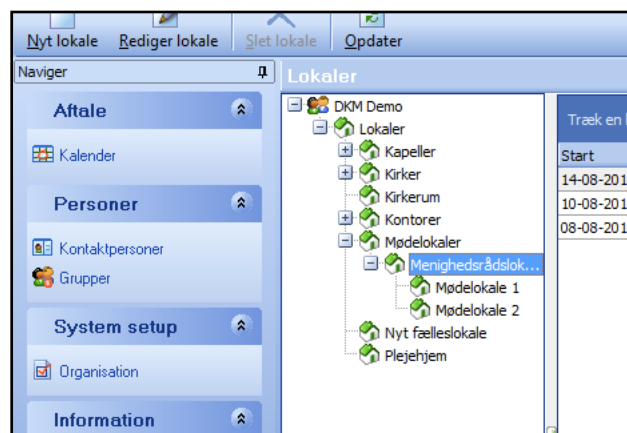 Nyt lokale Rediger lokale Slet lokale Opdater
Naviger
Aftale
Kalender
Personer
Kontaktpersoner
Grupper
System setup
Organisation
Information
Lokaler
DKM Demo
Lokaler
Kapeller
Kirker
Kirkerum
Kontorer
Mødelokaler
Menighedsrådslok...
Mødelokale 1
Mødelokale 2
Nyt fælleslokale
Plejehjem
Træk en
Start
14-08-201
10-08-201
08-08-201